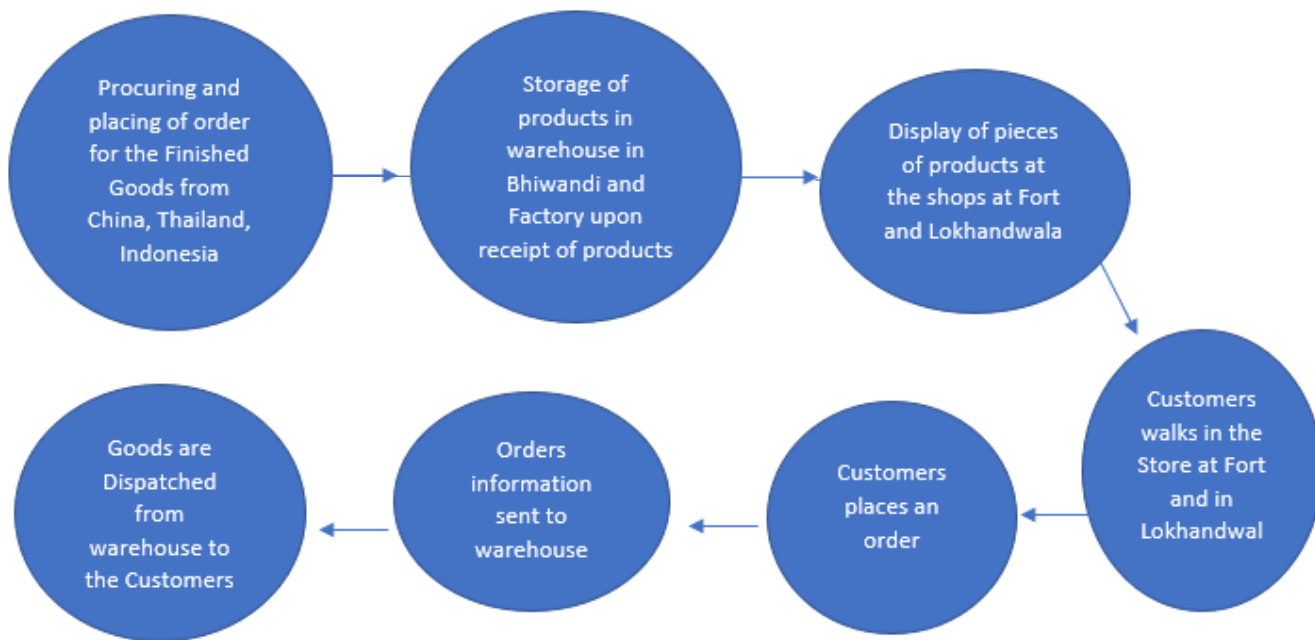 Procuring and
placing of order
for the Finished
Goods from
China, Thailand,
Indonesia
Storage of
products in
warehouse in
Bhiwandi and
Factory upon
receipt of products
Display of pieces
of products at
the shops at Fort
and Lokhandwala
Customers
walks in the
Store at Fort
and in
Lokhandwal
Customers
places an
order
Orders
information
sent to
warehouse
Goods are
Dispatched
from
warehouse to
the Customers